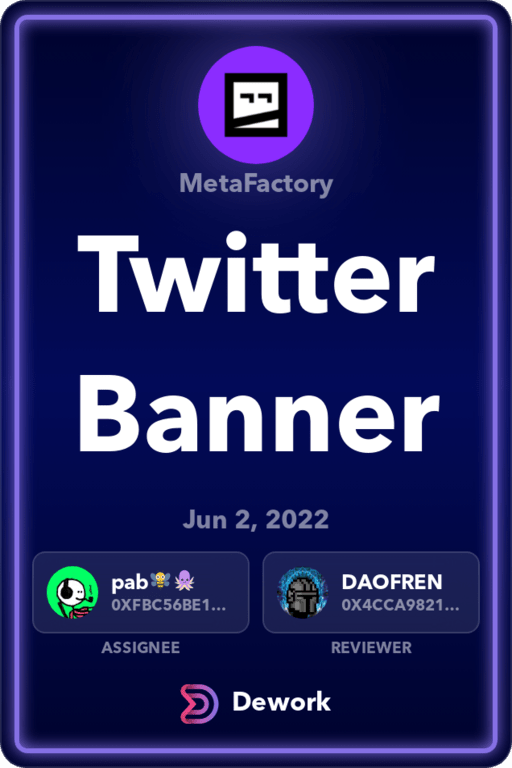 MetaFactory
Twitter
Banner
Jun 2, 2022
pab🐝🐙
0XFBC56BE1...
ASSIGNEE
DAOFREN
0X4CCA9821...
REVIEWER
Dework